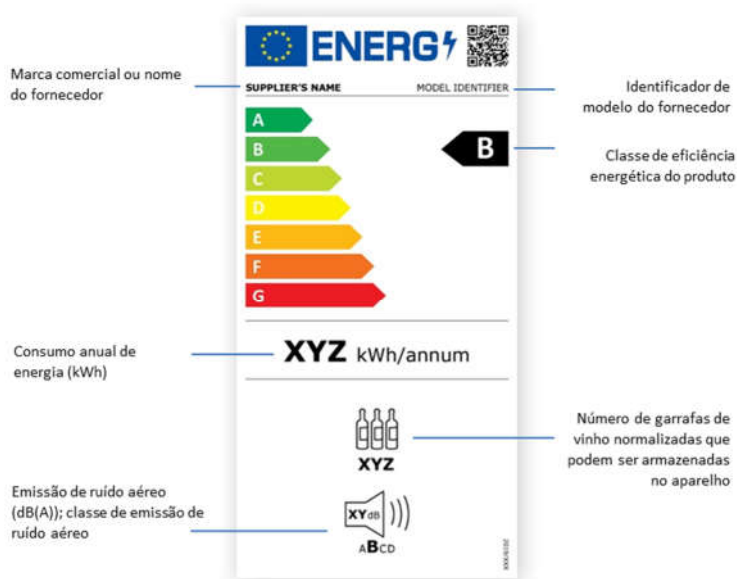 ENERG
SUPPLIER'S NAME
MODEL IDENTIFIER
Marca comercial ou nome
do fornecedor
Identificador de
modelo do fornecedor
A
B
C
D
E
F
G
B
Classe de eficiência
energética do produto
Consumo anual de
energia (kWh)
XYZ kWh/annum
XYZ
Número de garrafas de
vinho normalizadas que
podem ser armazenadas
no aparelho
Emissão de ruído aéreo
(dB(A)); classe de emissão de
ruído aéreo
XY dB
ABCD